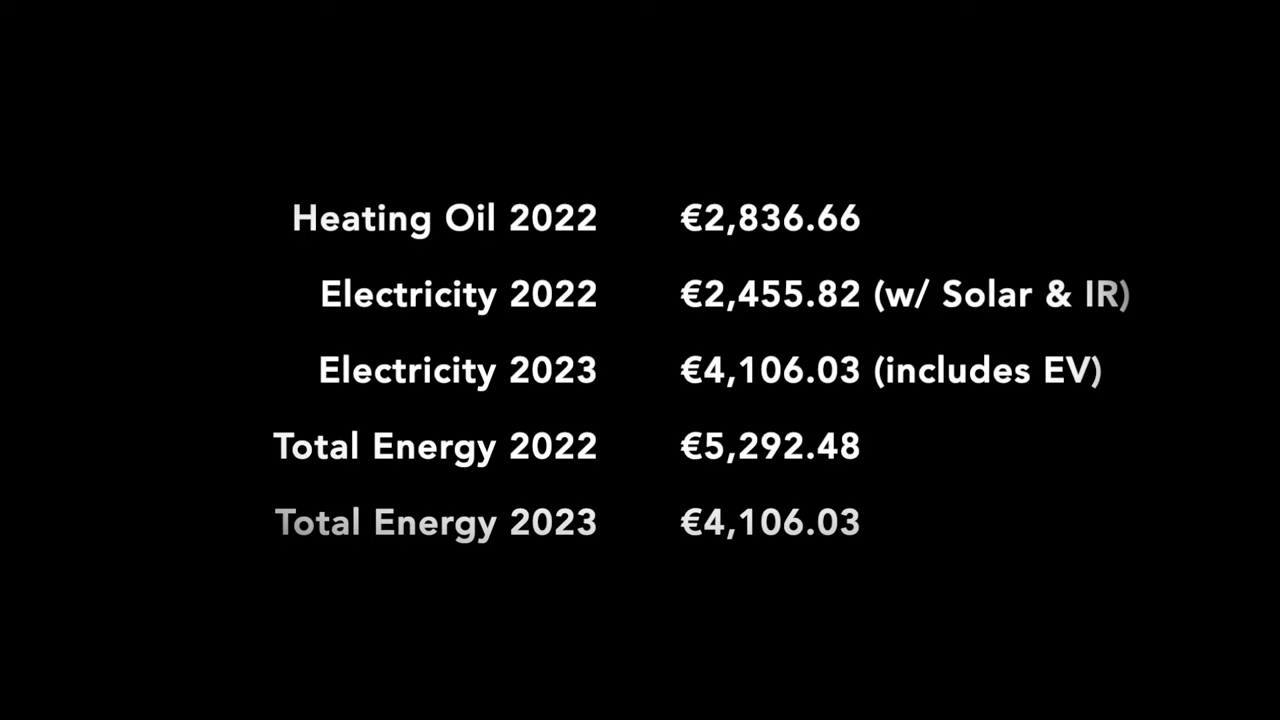 Heating Oil 2022 €2,836.66
Electricity 2022 €2,455.82 (w/ Solar & IR)
Electricity 2023 €4,106.03 (includes EV)
Total Energy 2022 €5,292.48
Total Energy 2023 €4,106.03